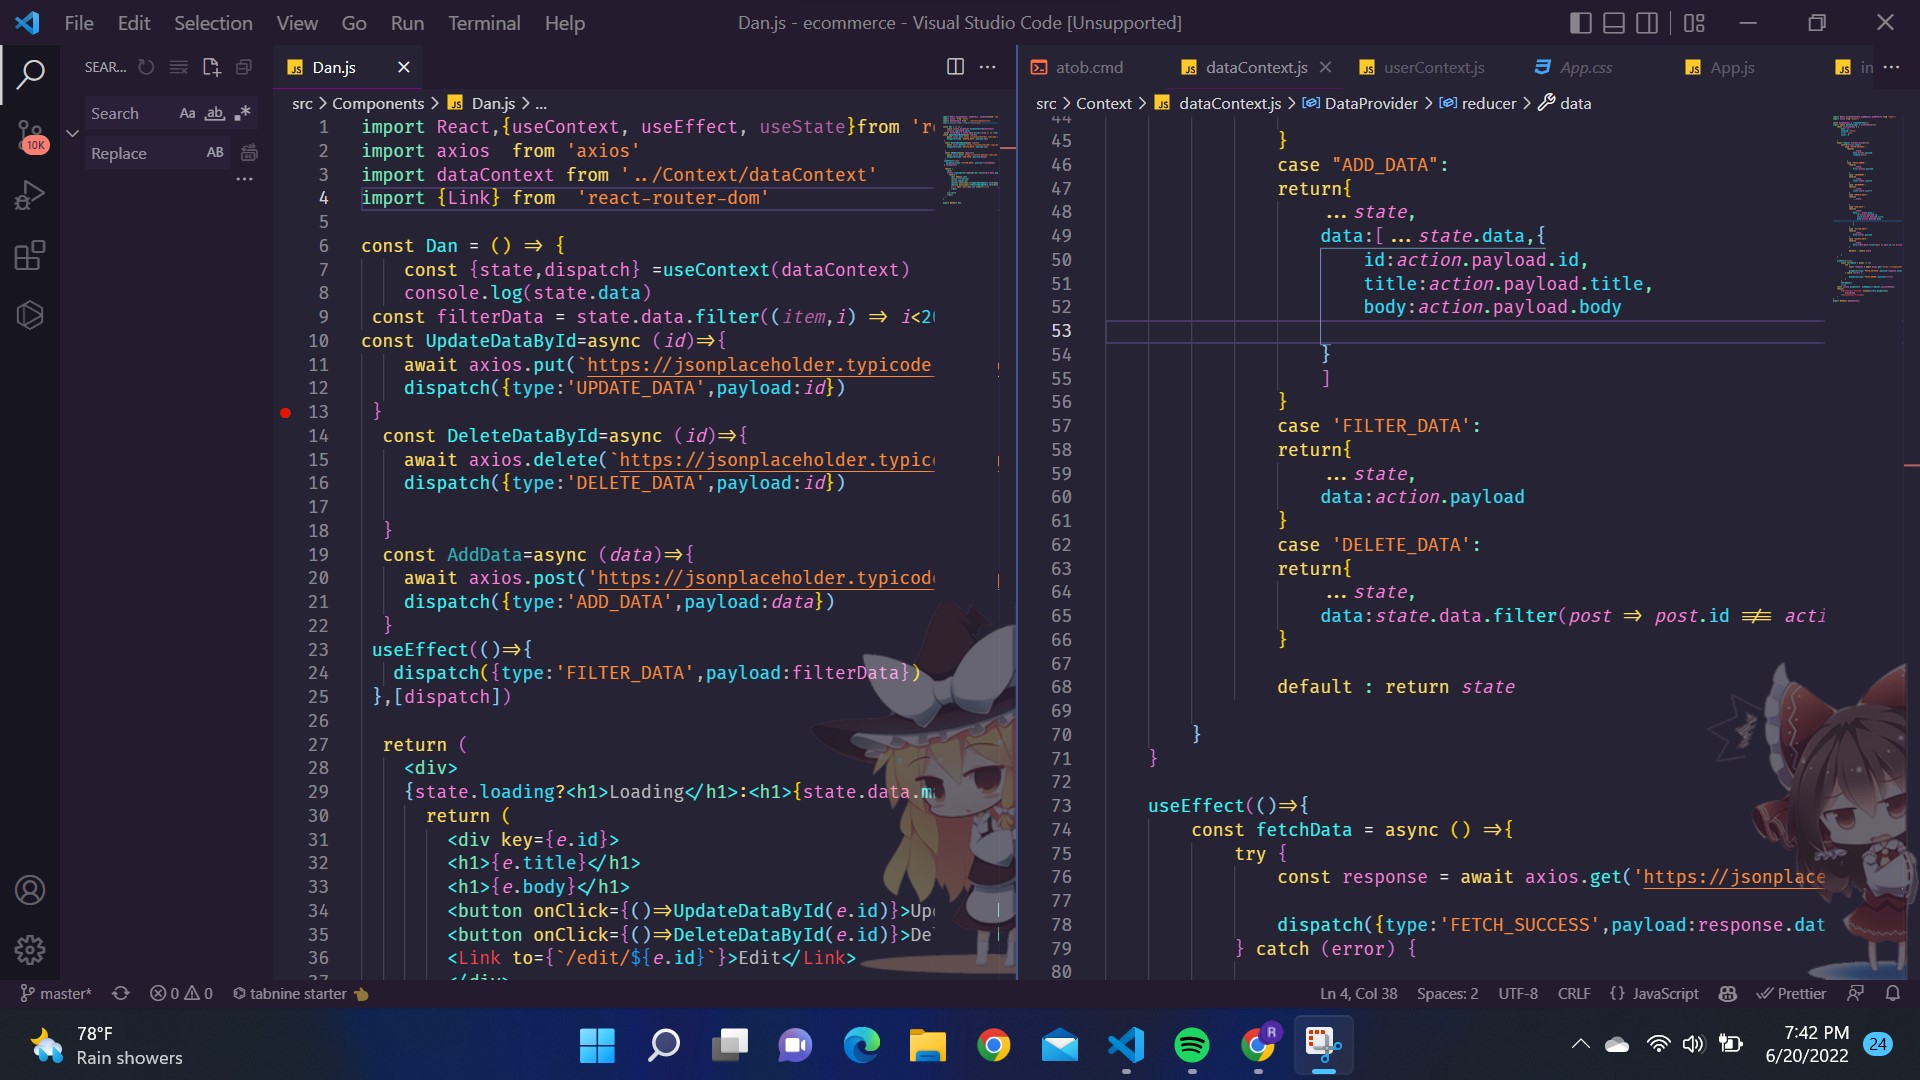 File Edit Selection View Go Run Terminal Help
Dan.js - ecommerce - Visual Studio Code [Unsupported]
SEAR...
Search Aa ab
Replace AB
10K
Dan.js
src > Components > JS Dan.js > ...
1 import React,{useContext, useEffect, useState}from 're
2 import axios  from 'axios'
3 import dataContext from '../Context/dataContext'
4 import {Link} from  'react-router-dom'
5
6 const Dan = () => {
7 const {state,dispatch} =useContext(dataContext)
8 console.log(state.data)
9 const filterData = state.data.filter((item,i) => i<20
10 const UpdateDataById=async (id)=>{
11 await axios.put(`https://jsonplaceholder.typicode
12 dispatch({type:'UPDATE_DATA',payload:id})
13 }
14 const DeleteDataById=async (id)=>{
15 await axios.delete(`https://jsonplaceholder.typic
16 dispatch({type:'DELETE_DATA',payload:id})
17
18 }
19 const AddData=async (data)=>{
20 await axios.post('https://jsonplaceholder.typicod
21 dispatch({type:'ADD_DATA',payload:data})
22 }
23 useEffect(()=>{
24 dispatch({type:'FILTER_DATA',payload:filterData})
25 },[dispatch])
26
27 return (
28 <div>
29 {state.loading?<h1>Loading</h1>:<h1>{state.data.m
30 return (
31 <div key={e.id}>
32 <h1>{e.title}</h1>
33 <h1>{e.body}</h1>
34 <button onClick={()=>UpdateDataById(e.id)}>Up
35 <button onClick={()=>DeleteDataById(e.id)}>De
36 <Link to={`/edit/${e.id}`}>Edit</Link>
37 </div>
atob.cmd JS dataContext.js JS userContext.js App.css JS App.js JS in
src > Context > JS dataContext.js > DataProvider > reducer > data
44
45 }
46 case "ADD_DATA":
47 return{
48 ...state,
49 data:[...state.data,{
50 id:action.payload.id,
51 title:action.payload.title,
52 body:action.payload.body
53
54 }
55 ]
56 }
57 case 'FILTER_DATA':
58 return{
59 ...state,
60 data:action.payload
61 }
62 case 'DELETE_DATA':
63 return{
64 ...state,
65 data:state.data.filter(post => post.id !== acti
66 }
67
68 default : return state
69
70 }
71 }
72
73 useEffect(()=>{
74 const fetchData = async () =>{
75 try {
76 const response = await axios.get('https://jsonplace
77
78 dispatch({type:'FETCH_SUCCESS',payload:response.dat
79 } catch (error) {
80
master* 0 0 tabnine starter
Ln 4, Col 38 Spaces: 2 UTF-8 CRLF {} JavaScript Prettier
78°F
Rain showers
R
7:42 PM
6/20/2022
24